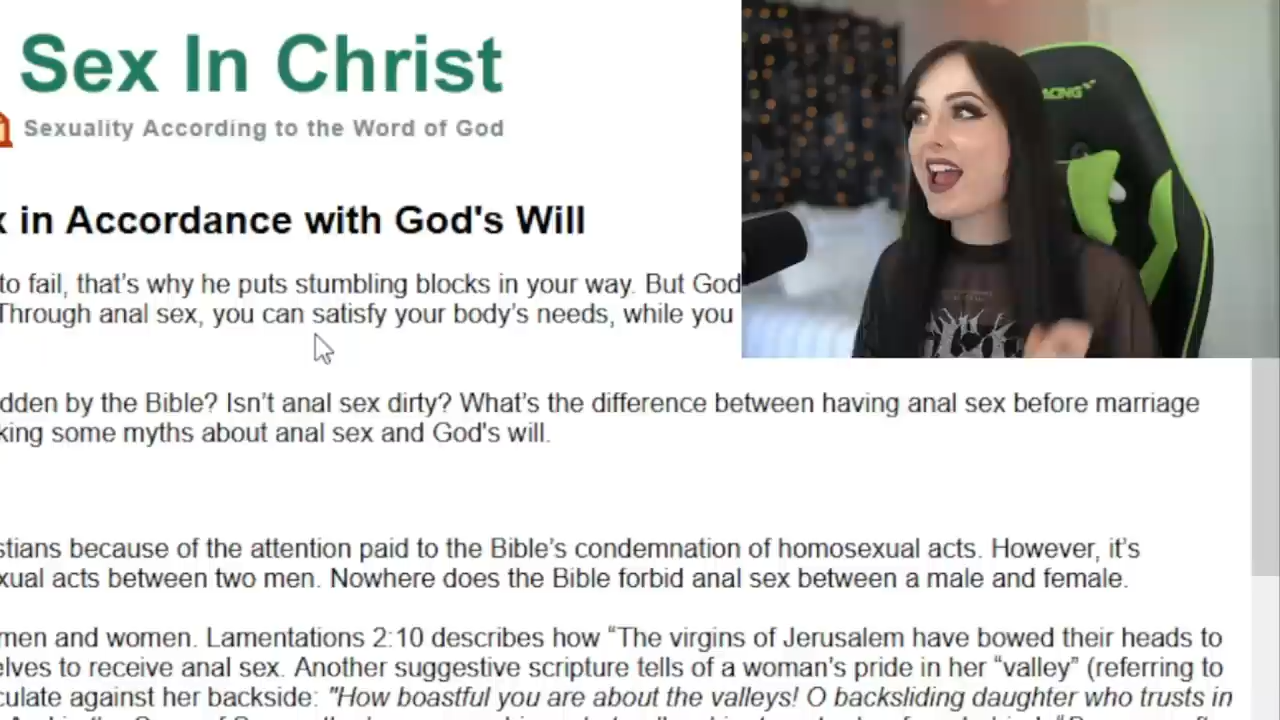 Sex In Christ
Sexuality According to the Word of God
in Accordance with God's Will
to fail, that's why he puts stumbling blocks in your way. But God
Through anal sex, you can satisfy your body's needs, while you
dden by the Bible? Isn't anal sex dirty? What's the difference between having anal sex before marriage
king some myths about anal sex and God's will.
stians because of the attention paid to the Bible's condemnation of homosexual acts. However, it's
xual acts between two men. Nowhere does the Bible forbid anal sex between a male and female.
men and women. Lamentations 2:10 describes how “The virgins of Jerusalem have bowed their heads to
elves to receive anal sex. Another suggestive scripture tells of a woman's pride in her “valley” (referring to
culate against her backside: "How boastful you are about the valleys! O backsliding daughter who trusts in